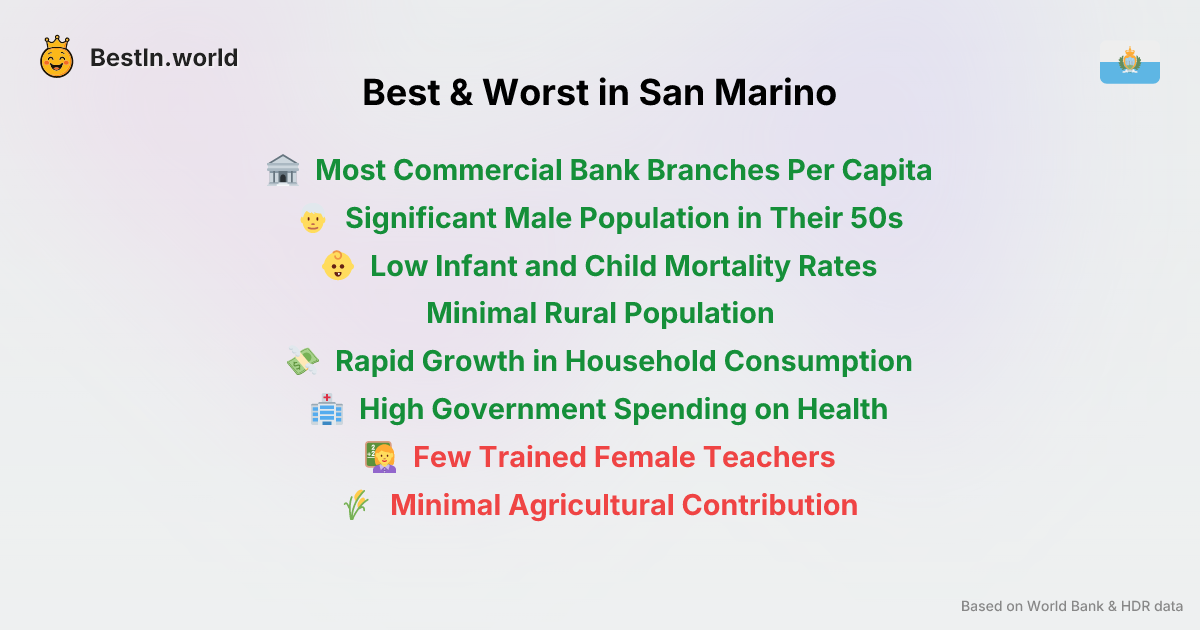 BestIn.world
Best & Worst in San Marino
Most Commercial Bank Branches Per Capita
Significant Male Population in Their 50s
Low Infant and Child Mortality Rates
Minimal Rural Population
Rapid Growth in Household Consumption
High Government Spending on Health
Few Trained Female Teachers
Minimal Agricultural Contribution
Based on World Bank & HDR data